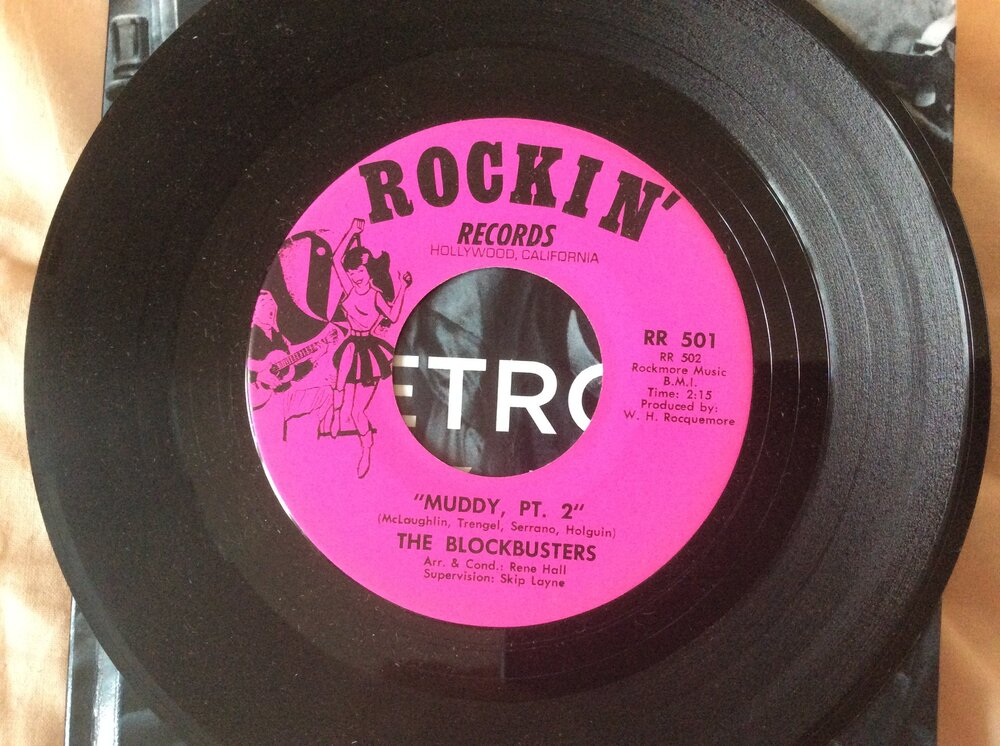 ROCKIN'
RECORDS
HOLLYWOOD, CALIFORNIA
RR 501
RR 502
Rockmore Music
B.M.I.
Time: 2:15
Produced by:
W. H. Rocquemore
ETRO
"MUDDY, PT. 2"
(McLaughlin, Trengel, Serrano, Holguin)
THE BLOCKBUSTERS
Arr. & Cond.: Rene Hall
Supervision: Skip Layne